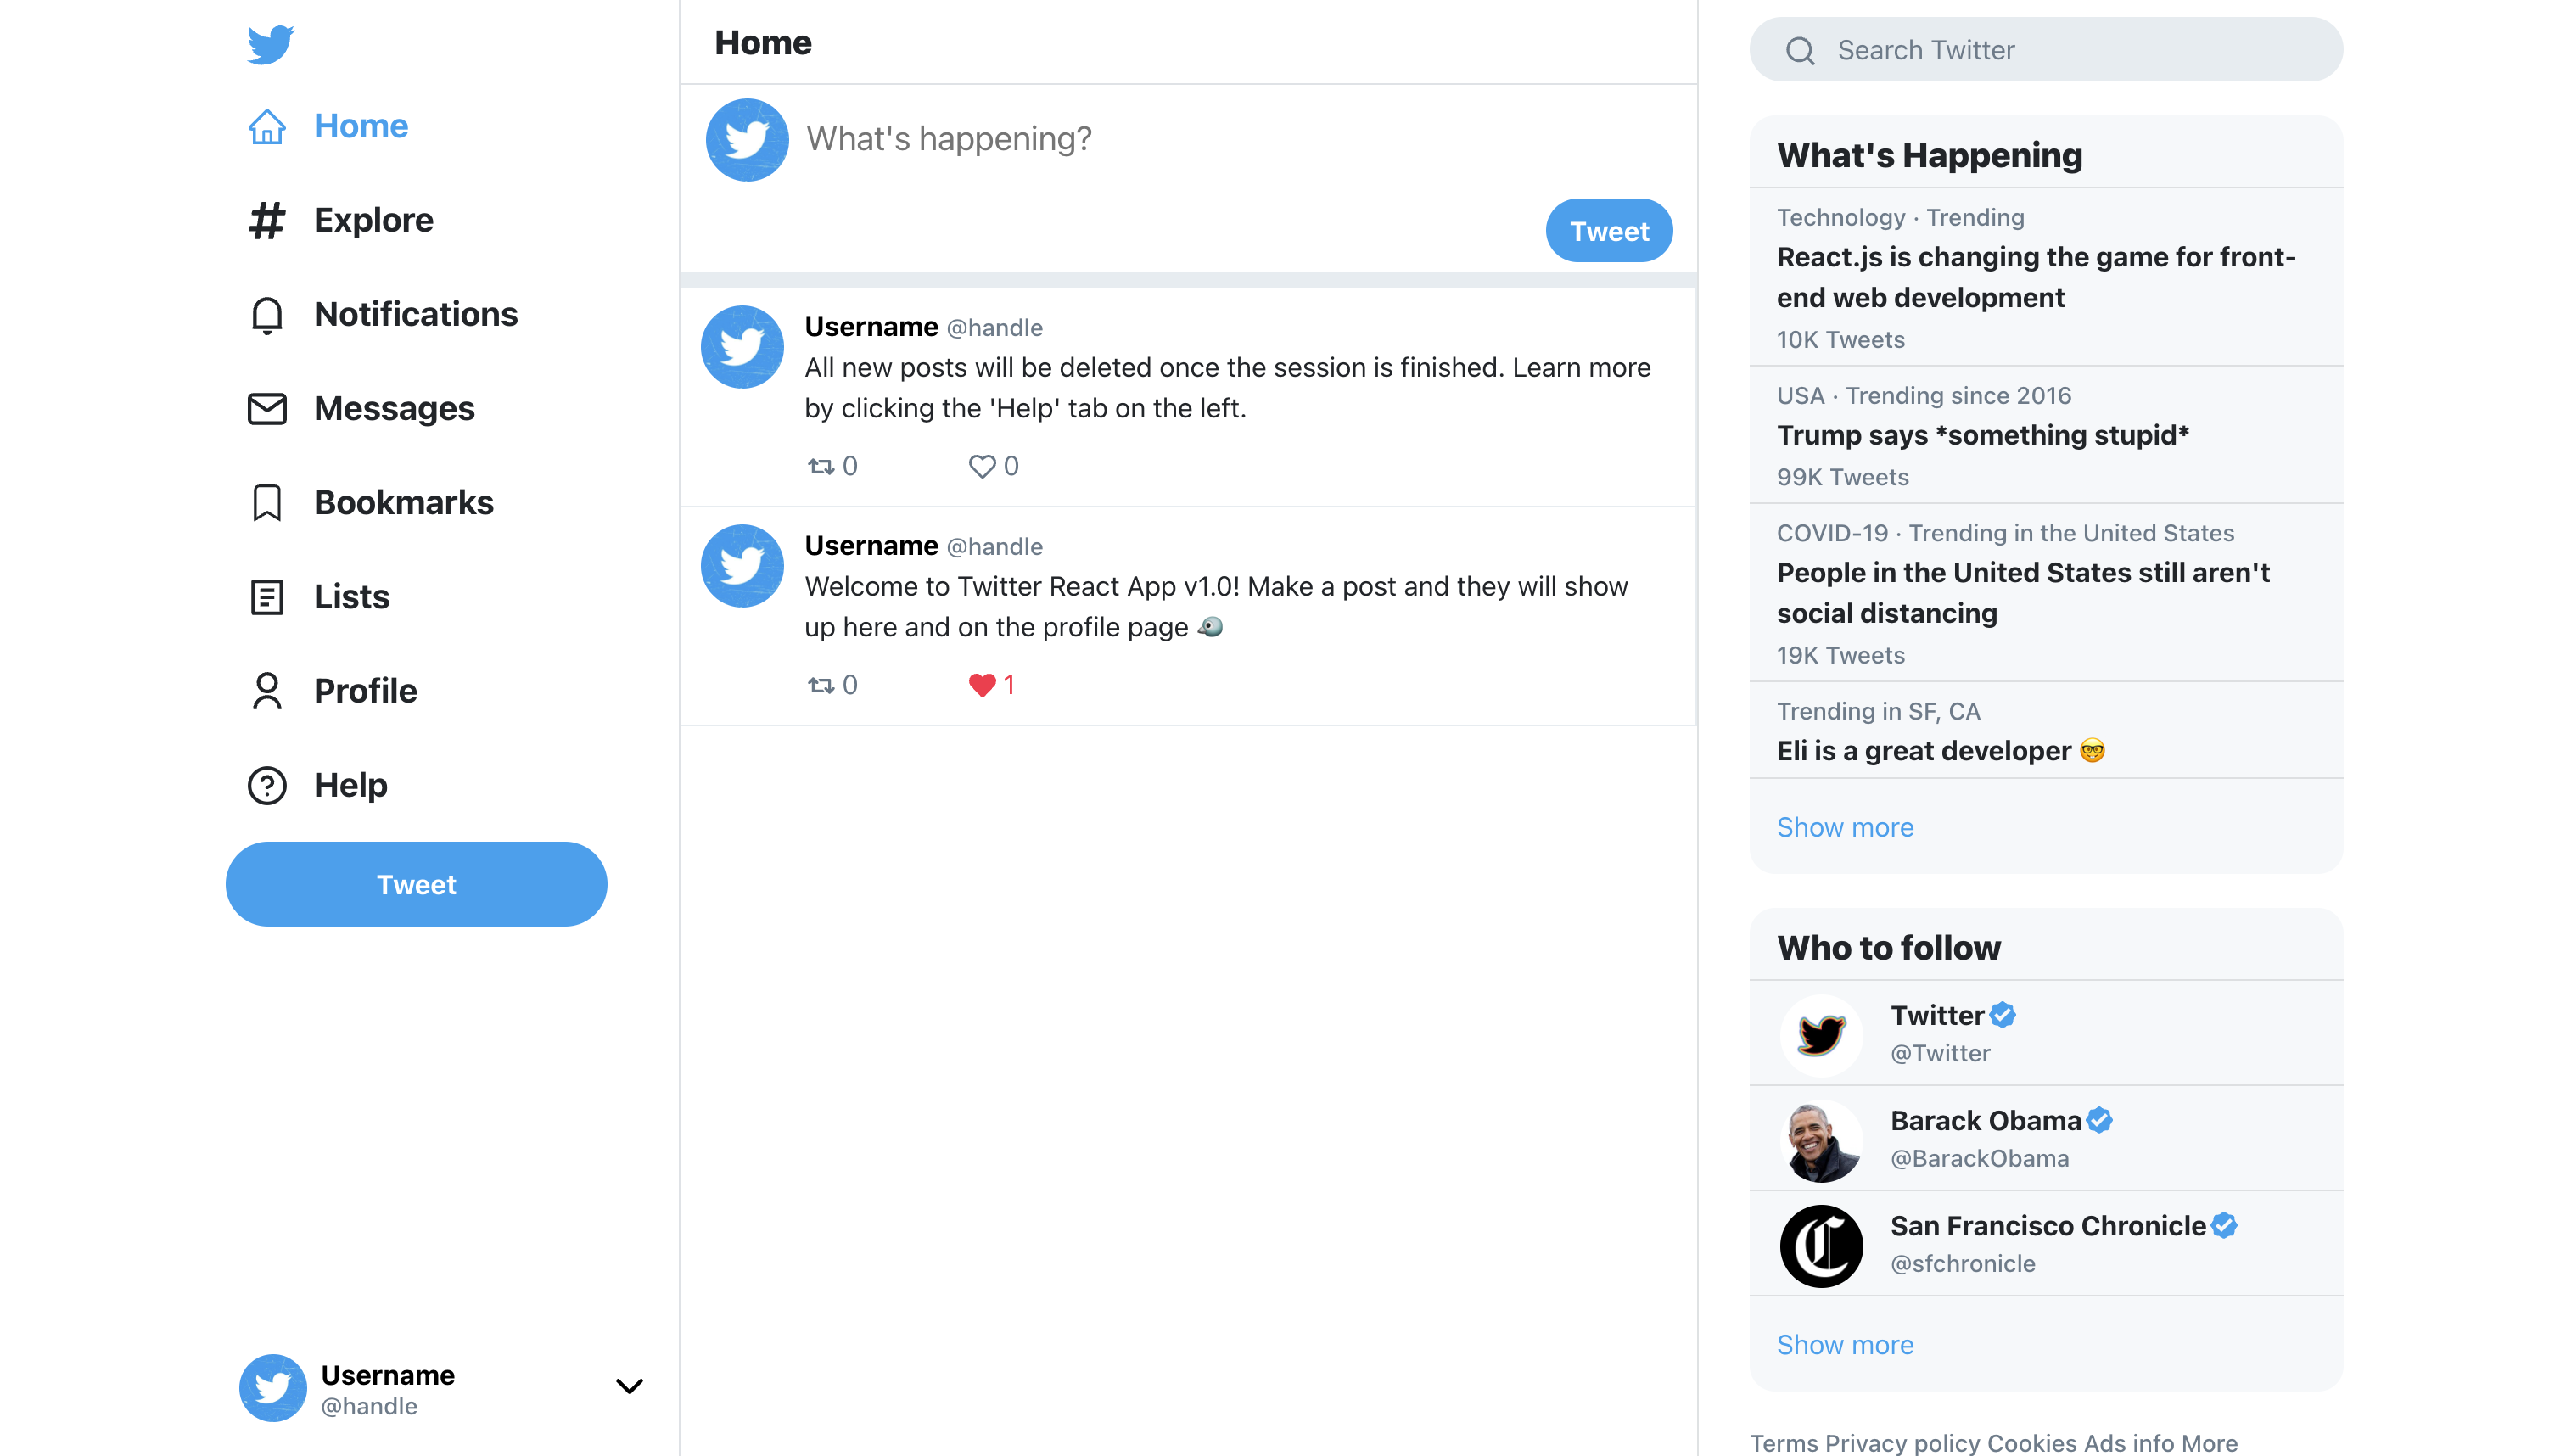 Home
Explore
Notifications
Messages
Bookmarks
Lists
Profile
Help
Tweet
Username
@handle
Home
What's happening?
Tweet
Username @handle
All new posts will be deleted once the session is finished. Learn more
by clicking the 'Help' tab on the left.
0 0
Username @handle
Welcome to Twitter React App v1.0! Make a post and they will show
up here and on the profile page 🐦
0 1
Search Twitter
What's Happening
Technology · Trending
React.js is changing the game for front-
end web development
10K Tweets
USA · Trending since 2016
Trump says *something stupid*
99K Tweets
COVID-19 · Trending in the United States
People in the United States still aren't
social distancing
19K Tweets
Trending in SF, CA
Eli is a great developer 🤓
Show more
Who to follow
Twitter
@Twitter
Barack Obama
@BarackObama
San Francisco Chronicle
@sfchronicle
Show more
Terms Privacy policy Cookies Ads info More